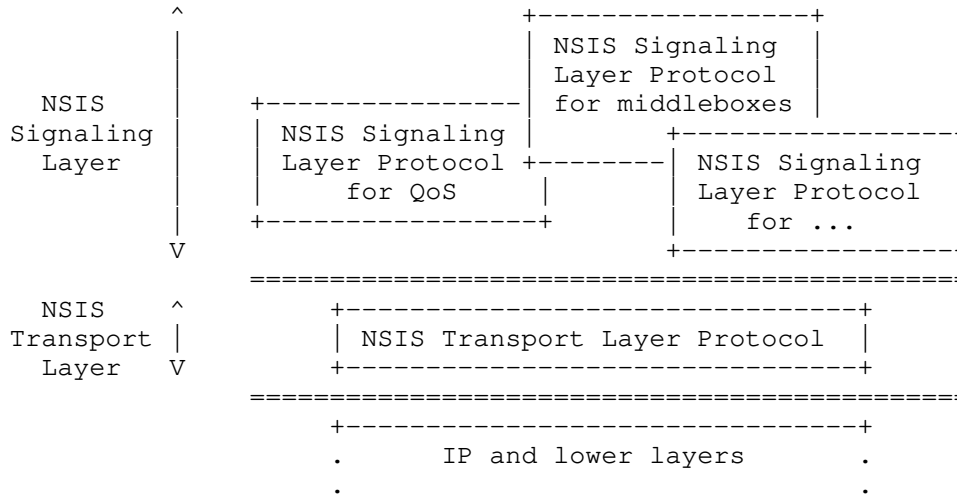 NSIS Signaling
Layer Protocol
NSIS for middleboxes
Signaling NSIS Signaling
Layer Layer Protocol NSIS Signaling
for QoS Layer Protocol
for ...
V
NSIS
Transport NSIS Transport Layer Protocol
Layer V
IP and lower layers